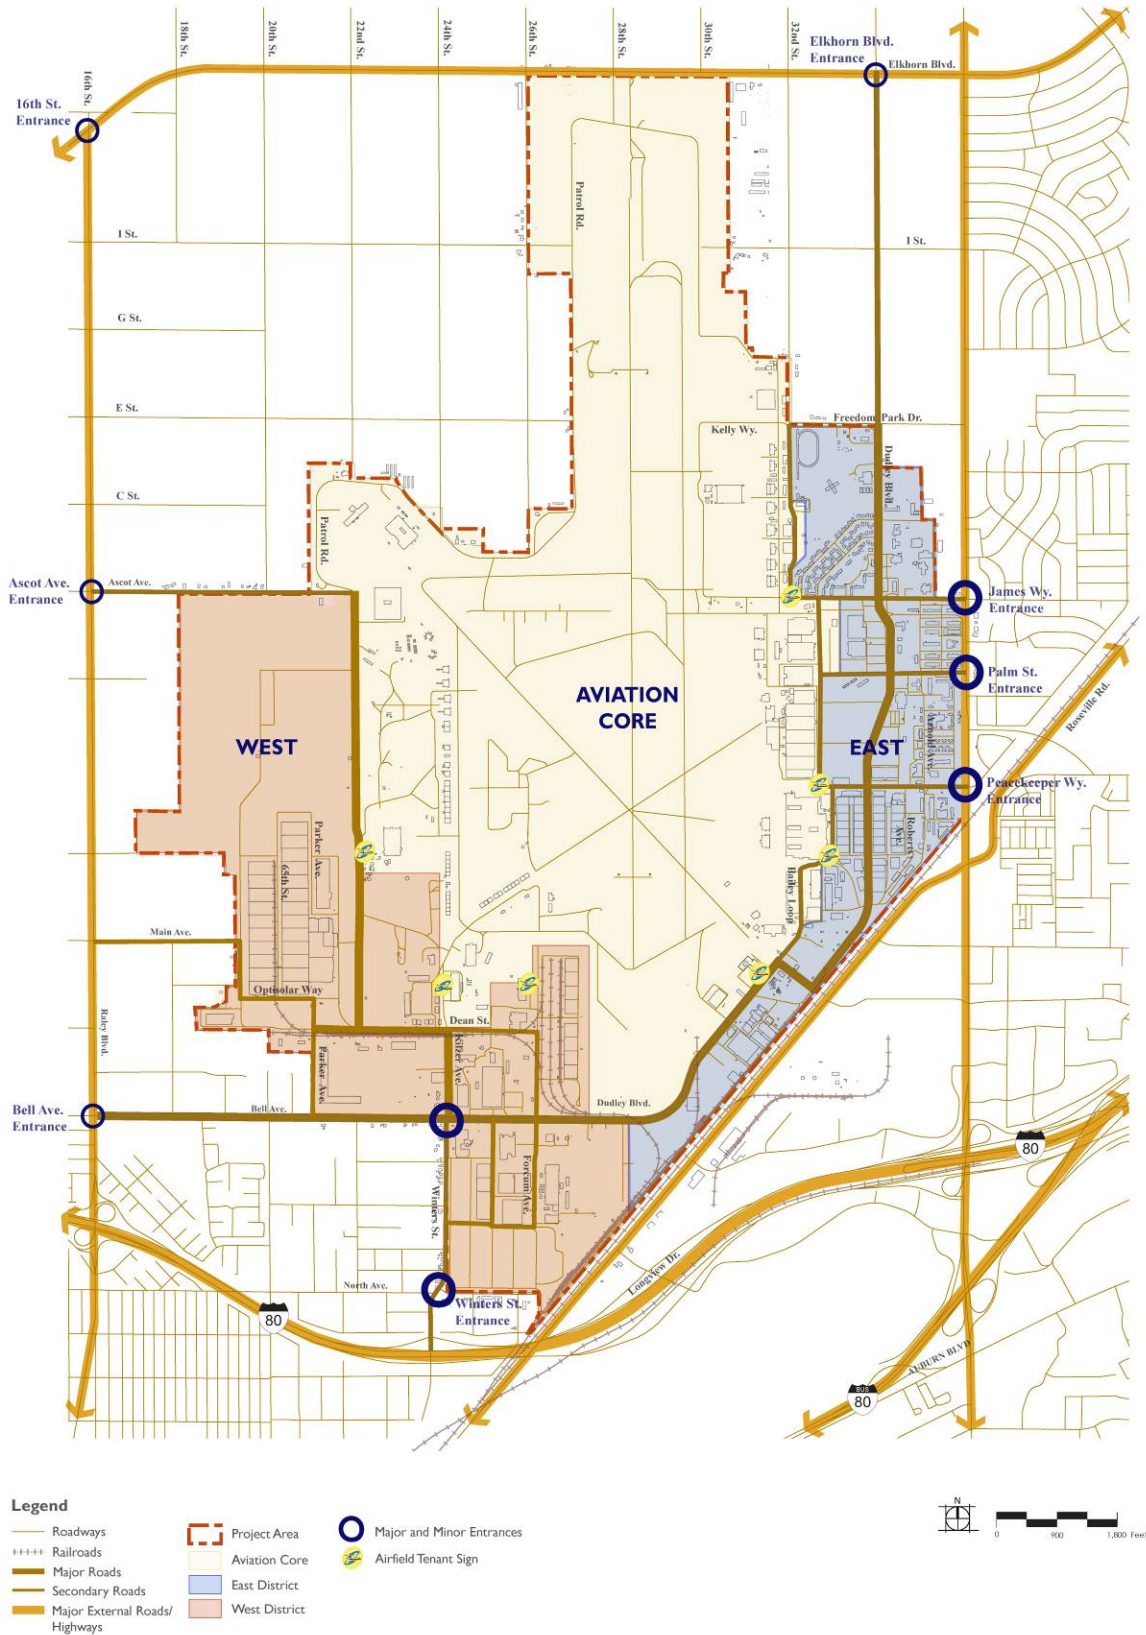 18th St.
20th St.
22nd St.
24th St.
26th St.
28th St.
30th St.
32nd St.
Elkhorn Blvd.
Entrance
Elkhorn Blvd.
16th St.
16th St.
Entrance
Patrol Rd.
I St.
I St.
G St.
E St.
Freedom Park Dr.
Kelly Wy.
Dudley Blvd.
C St.
Patrol Rd.
Ascot Ave.
Entrance
Ascot Ave.
James Wy.
Entrance
Palm St.
Entrance
Roseville Rd.
AVIATION
CORE
WEST
EAST
Arnold Ave.
Peacekeeper Wy.
Entrance
Roberts
Ave.
Parker Ave.
65th St.
Bailey Loop
Main Ave.
Optisolar Way
Raley Blvd.
Dean St.
Kilzer Ave.
Parker Ave.
Bell Ave.
Entrance
Bell Ave.
Dudley Blvd.
80
Forcum Ave.
Winters St.
Longview Dr.
North Ave.
Winters St.
Entrance
80
AUBURN BLVD
BUS
80
Legend
Roadways
Railroads
Major Roads
Secondary Roads
Major External Roads/
Highways
Project Area
Aviation Core
East District
West District
Major and Minor Entrances
Airfield Tenant Sign
N
0 900 1,800 Feet